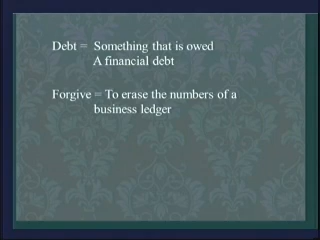 Debt = Something that is owed
A financial debt
Forgive = To erase the numbers of a
business ledger